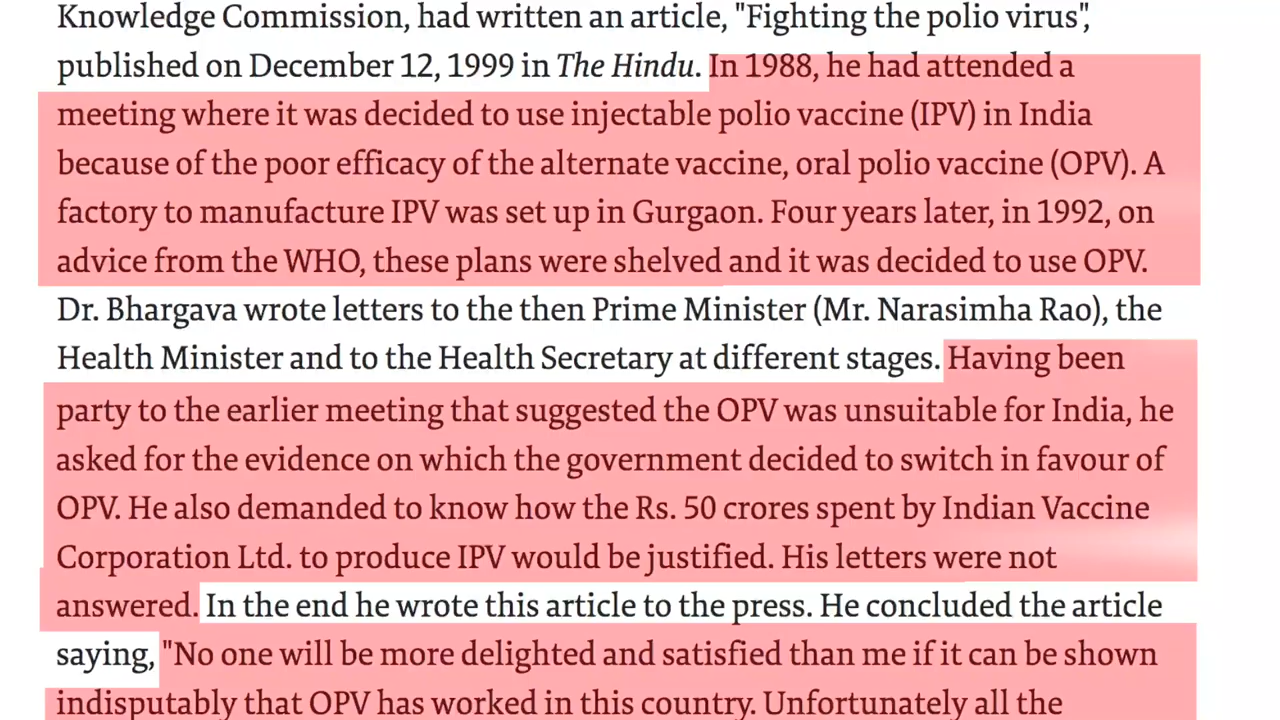 Knowledge Commission, had written an article, "Fighting the polio virus",
published on December 12, 1999 in The Hindu. In 1988, he had attended a
meeting where it was decided to use injectable polio vaccine (IPV) in India
because of the poor efficacy of the alternate vaccine, oral polio vaccine (OPV). A
factory to manufacture IPV was set up in Gurgaon. Four years later, in 1992, on
advice from the WHO, these plans were shelved and it was decided to use OPV.
Dr. Bhargava wrote letters to the then Prime Minister (Mr. Narasimha Rao), the
Health Minister and to the Health Secretary at different stages. Having been
party to the earlier meeting that suggested the OPV was unsuitable for India, he
asked for the evidence on which the government decided to switch in favour of
OPV. He also demanded to know how the Rs. 50 crores spent by Indian Vaccine
Corporation Ltd. to produce IPV would be justified. His letters were not
answered. In the end he wrote this article to the press. He concluded the article
saying, "No one will be more delighted and satisfied than me if it can be shown
indisputably that OPV has worked in this country. Unfortunately all the